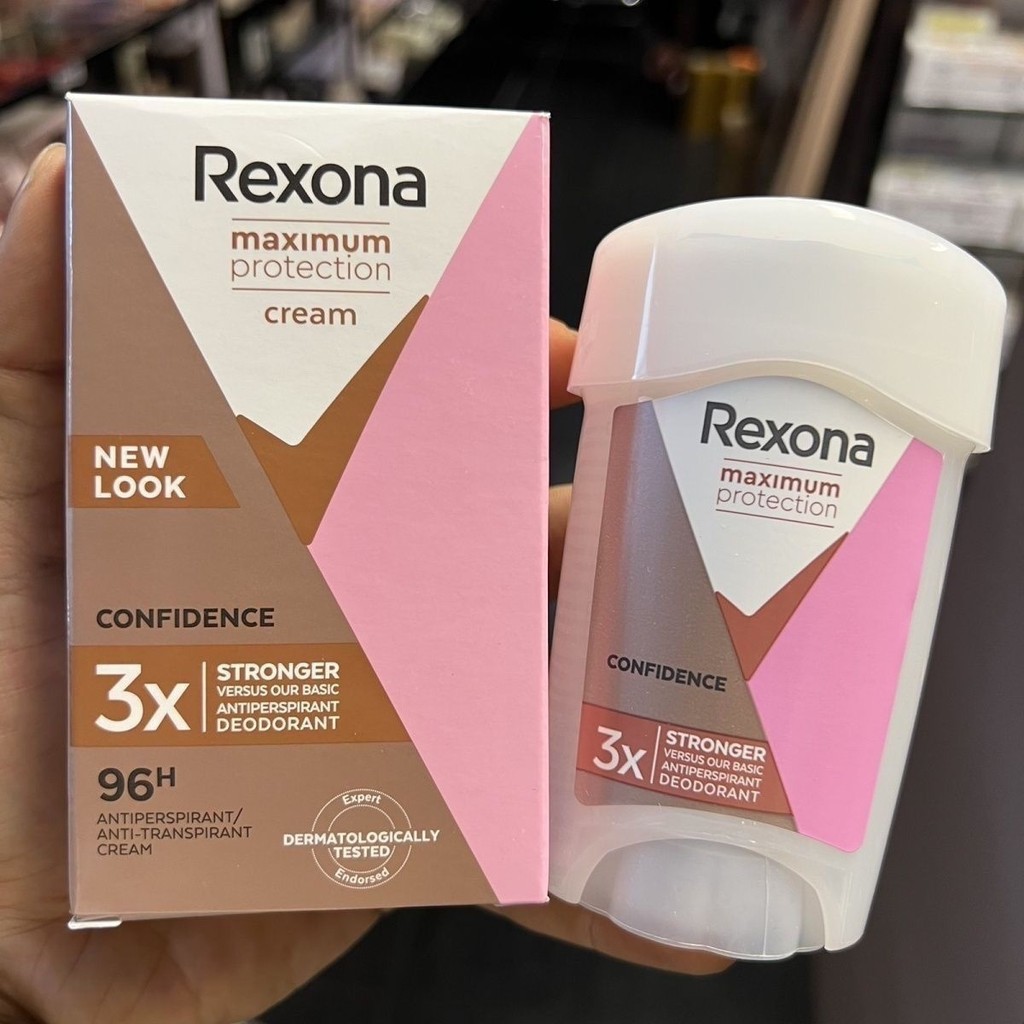 Rexona
maximum
protection
cream
NEW
LOOK
CONFIDENCE
3x
STRONGER
VERSUS OUR BASIC
ANTIPERSPIRANT
DEODORANT
96H
ANTIPERSPIRANT/
ANTI-TRANSPIRANT
CREAM
Expert
DERMATOLOGICALLY
TESTED
Endorsed
Rexona
maximum
protection
CONFIDENCE
3x
STRONGER
VERSUS OUR BASIC
ANTIPERSPIRANT
DEODORANT